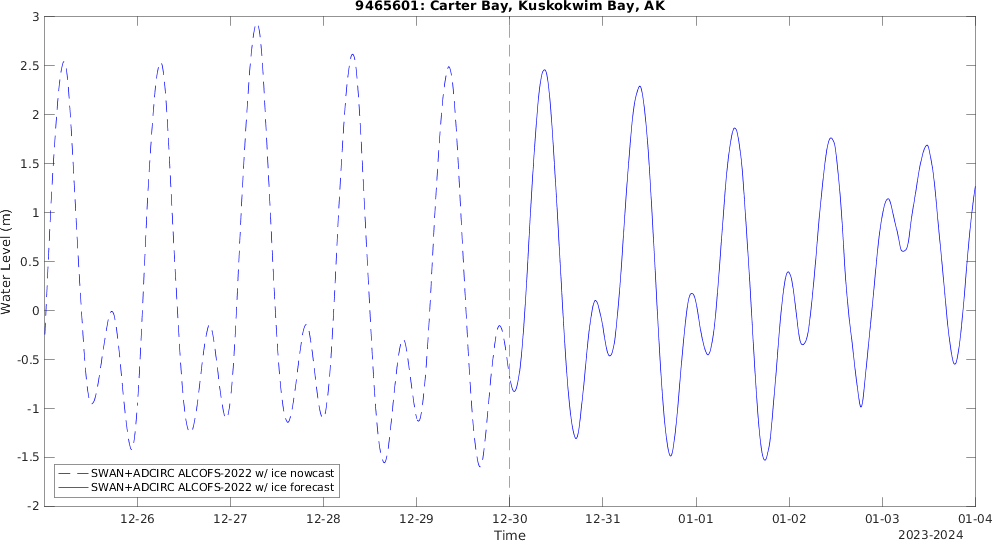 9465601: Carter Bay, Kuskokwim Bay, AK
Water Level (m)
3
2.5
2
1.5
1
0.5
0
-0.5
-1
-1.5
-2
SWAN+ADCIRC ALCOFS-2022 w/ ice nowcast
SWAN+ADCIRC ALCOFS-2022 w/ ice forecast
12-26 12-27 12-28 12-29 12-30 12-31 01-01 01-02 01-03 01-04
Time
2023-2024